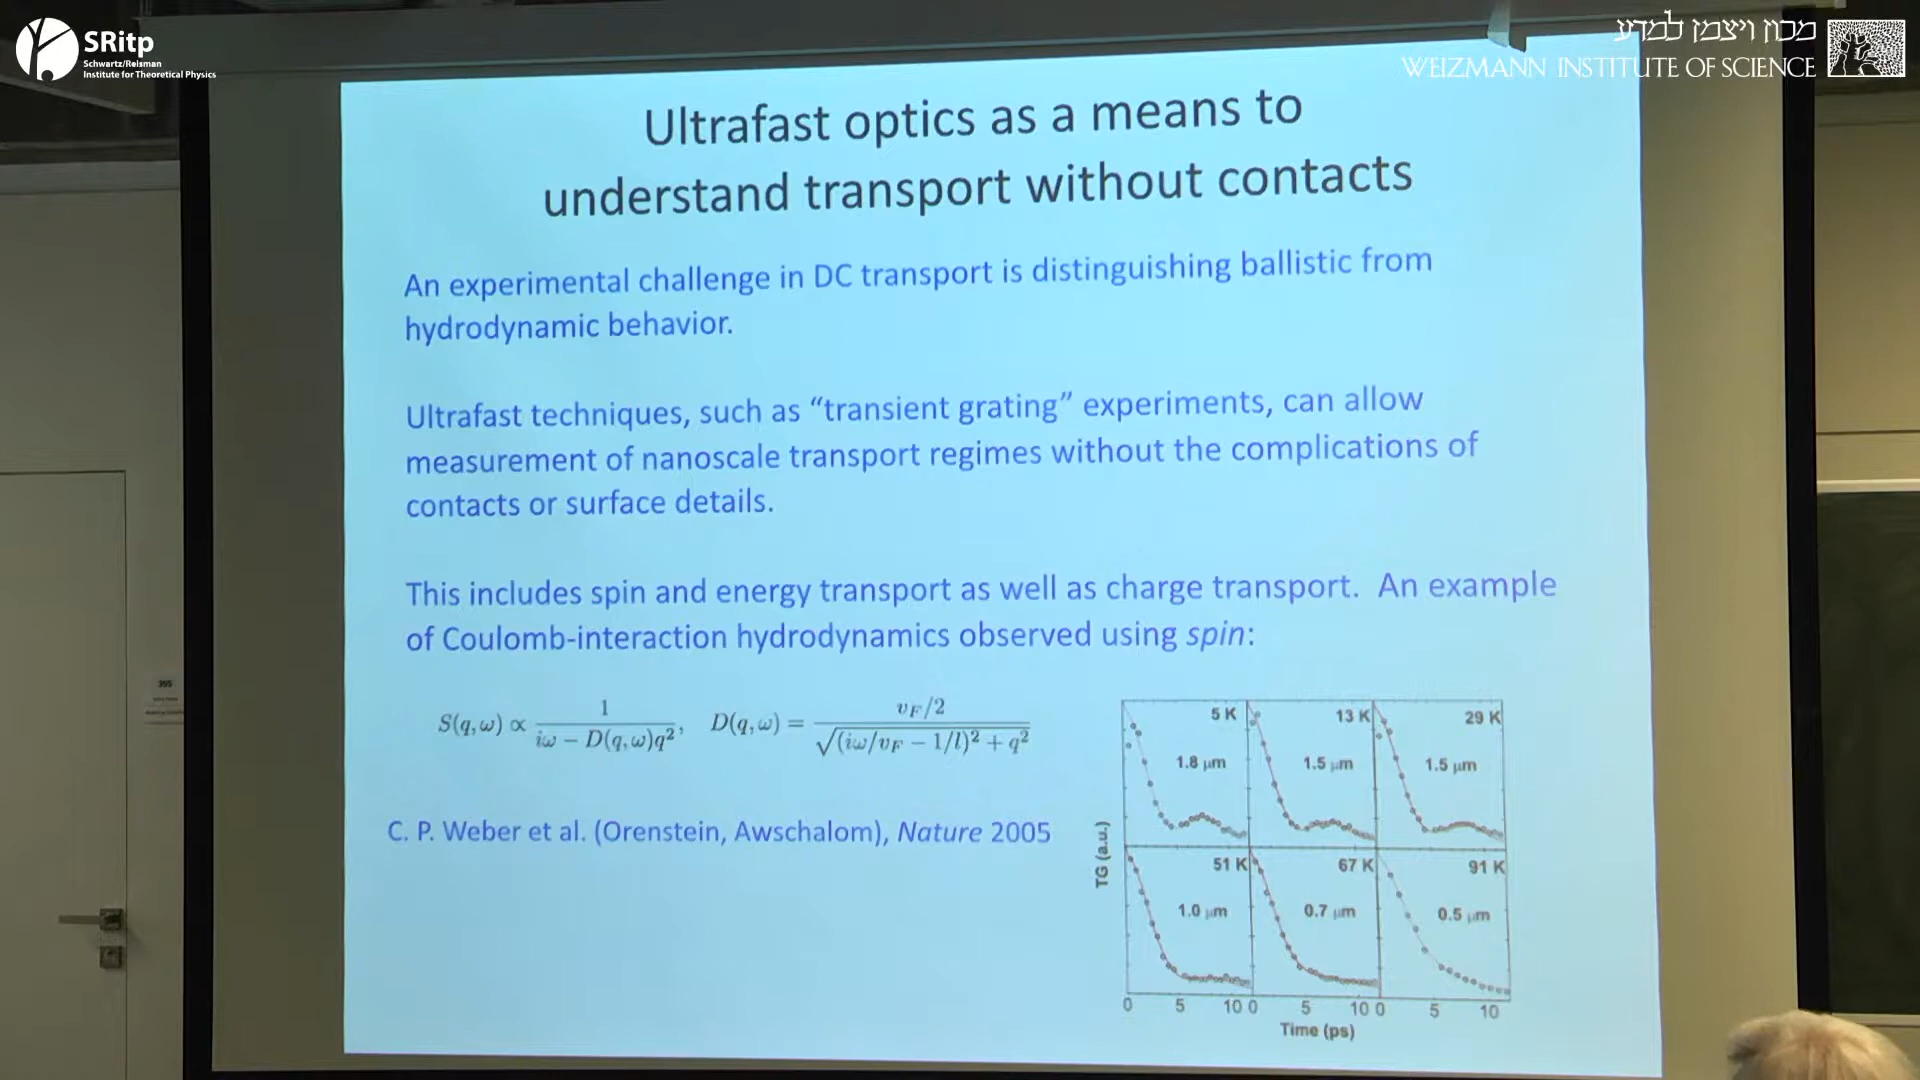 SRitp
Schwartz/Reisman
Institute for Theoretical Physics
מכון ויצמן למדע
WEIZMANN INSTITUTE OF SCIENCE
Ultrafast optics as a means to
understand transport without contacts
An experimental challenge in DC transport is distinguishing ballistic from
hydrodynamic behavior.
Ultrafast techniques, such as “transient grating” experiments, can allow
measurement of nanoscale transport regimes without the complications of
contacts or surface details.
This includes spin and energy transport as well as charge transport. An example
of Coulomb-interaction hydrodynamics observed using spin:
S(q,ω) ∝ 1 / (iω − D(q,ω)q²), D(q,ω) = (v_F/2) / √((iω/v_F − 1/l)² + q²)
C. P. Weber et al. (Orenstein, Awschalom), Nature 2005
5 K 13 K 29 K
1.8 μm 1.5 μm 1.5 μm
TG (a.u.)
51 K 67 K 91 K
1.0 μm 0.7 μm 0.5 μm
0 5 10 0 5 10 0 5 10
Time (ps)
395